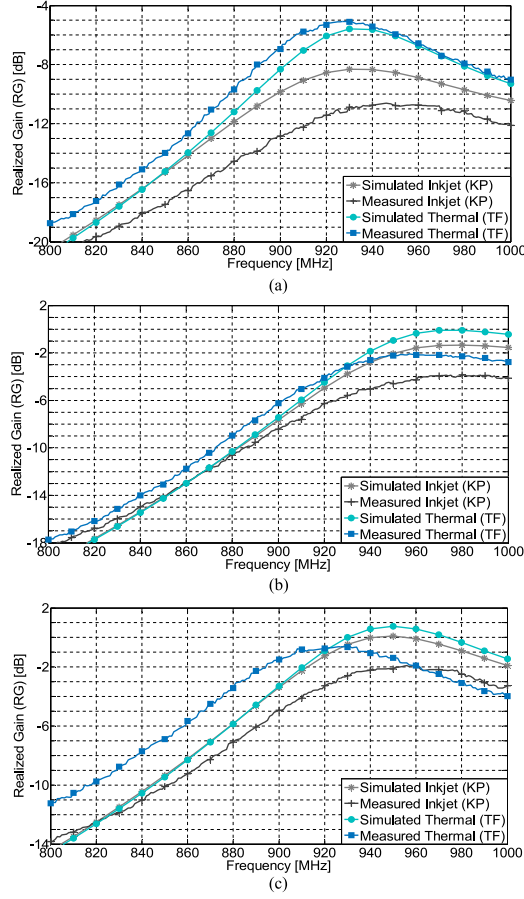 Realized Gain (RG) [dB]
-4
-8
-12
-16
-20
Simulated Inkjet (KP)
Measured Inkjet (KP)
Simulated Thermal (TF)
Measured Thermal (TF)
800 820 840 860 880 900 920 940 960 980 1000
Frequency [MHz]
(a)
Realized Gain (RG) [dB]
2
-2
-6
-10
-14
-18
Simulated Inkjet (KP)
Measured Inkjet (KP)
Simulated Thermal (TF)
Measured Thermal (TF)
800 820 840 860 880 900 920 940 960 980 1000
Frequency [MHz]
(b)
Realized Gain (RG) [dB]
2
-2
-6
-10
-14
Simulated Inkjet (KP)
Measured Inkjet (KP)
Simulated Thermal (TF)
Measured Thermal (TF)
800 820 840 860 880 900 920 940 960 980 1000
Frequency [MHz]
(c)